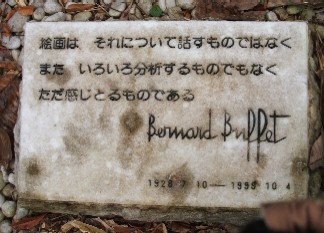 絵画は それについて話すものではなく
また いろいろ分析するものでもなく
ただ感じとるものである
Bernard Buffet
1928 7 10 — 1999 10 4